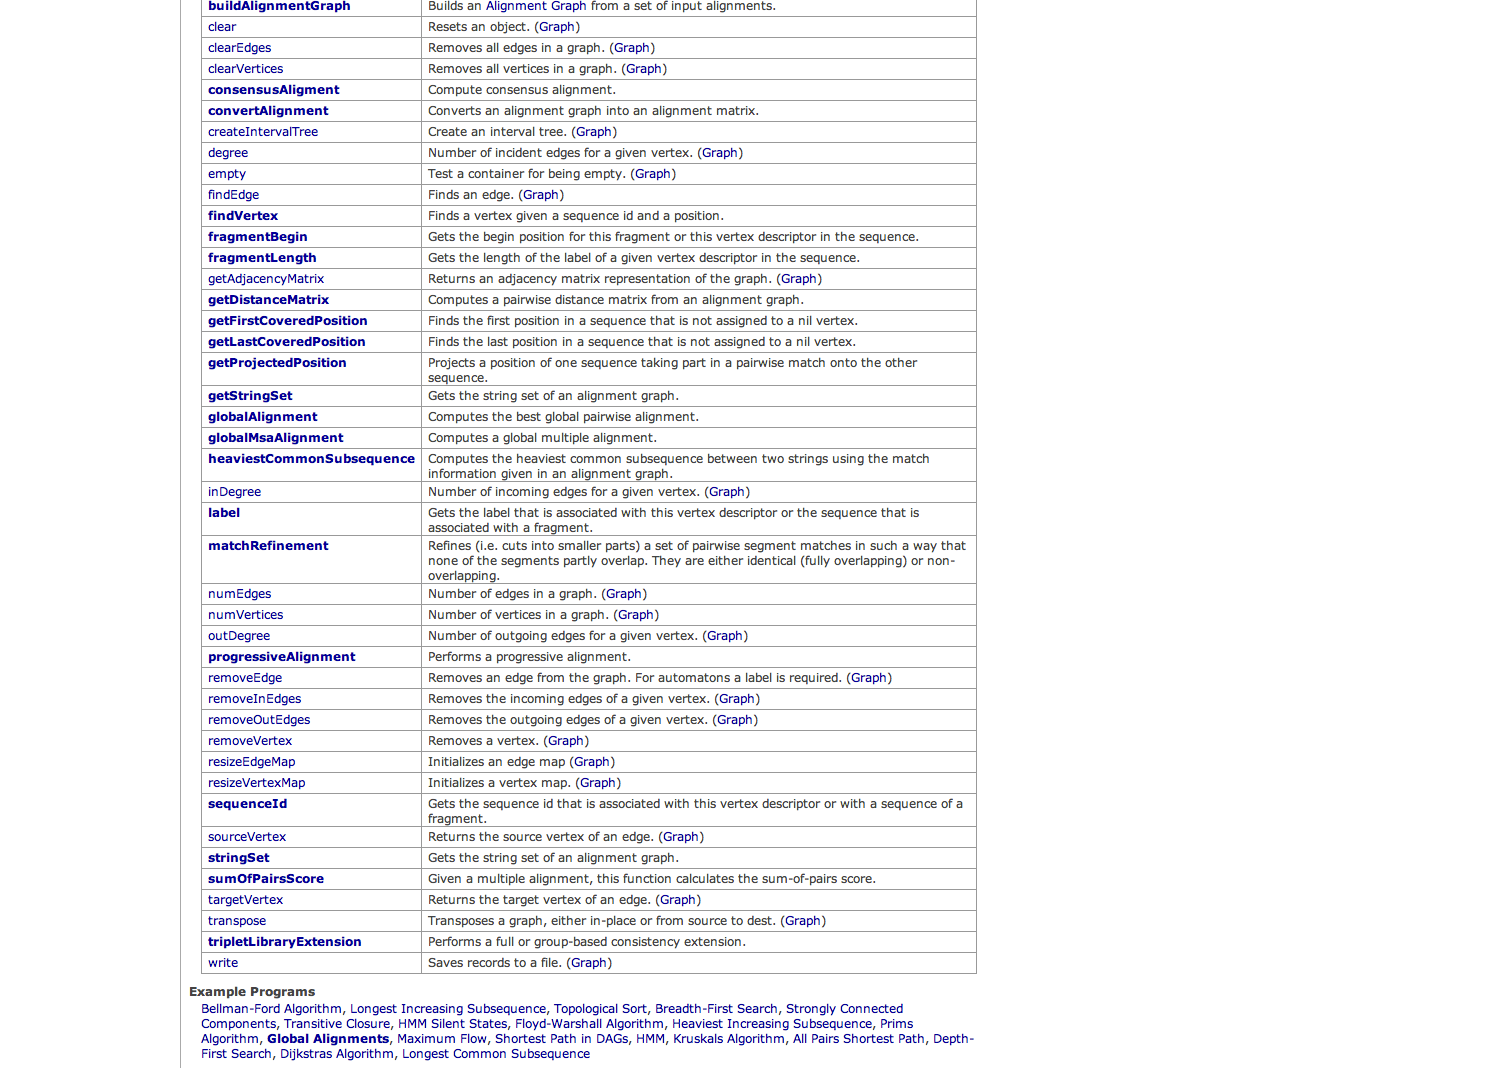 buildAlignmentGraph Builds an Alignment Graph from a set of input alignments.
clear Resets an object. (Graph)
clearEdges Removes all edges in a graph. (Graph)
clearVertices Removes all vertices in a graph. (Graph)
consensusAligment Compute consensus alignment.
convertAlignment Converts an alignment graph into an alignment matrix.
createIntervalTree Create an interval tree. (Graph)
degree Number of incident edges for a given vertex. (Graph)
empty Test a container for being empty. (Graph)
findEdge Finds an edge. (Graph)
findVertex Finds a vertex given a sequence id and a position.
fragmentBegin Gets the begin position for this fragment or this vertex descriptor in the sequence.
fragmentLength Gets the length of the label of a given vertex descriptor in the sequence.
getAdjacencyMatrix Returns an adjacency matrix representation of the graph. (Graph)
getDistanceMatrix Computes a pairwise distance matrix from an alignment graph.
getFirstCoveredPosition Finds the first position in a sequence that is not assigned to a nil vertex.
getLastCoveredPosition Finds the last position in a sequence that is not assigned to a nil vertex.
getProjectedPosition Projects a position of one sequence taking part in a pairwise match onto the other
sequence.
getStringSet Gets the string set of an alignment graph.
globalAlignment Computes the best global pairwise alignment.
globalMsaAlignment Computes a global multiple alignment.
heaviestCommonSubsequence Computes the heaviest common subsequence between two strings using the match
information given in an alignment graph.
inDegree Number of incoming edges for a given vertex. (Graph)
label Gets the label that is associated with this vertex descriptor or the sequence that is
associated with a fragment.
matchRefinement Refines (i.e. cuts into smaller parts) a set of pairwise segment matches in such a way that
none of the segments partly overlap. They are either identical (fully overlapping) or non-
overlapping.
numEdges Number of edges in a graph. (Graph)
numVertices Number of vertices in a graph. (Graph)
outDegree Number of outgoing edges for a given vertex. (Graph)
progressiveAlignment Performs a progressive alignment.
removeEdge Removes an edge from the graph. For automatons a label is required. (Graph)
removeInEdges Removes the incoming edges of a given vertex. (Graph)
removeOutEdges Removes the outgoing edges of a given vertex. (Graph)
removeVertex Removes a vertex. (Graph)
resizeEdgeMap Initializes an edge map (Graph)
resizeVertexMap Initializes a vertex map. (Graph)
sequenceId Gets the sequence id that is associated with this vertex descriptor or with a sequence of a
fragment.
sourceVertex Returns the source vertex of an edge. (Graph)
stringSet Gets the string set of an alignment graph.
sumOfPairsScore Given a multiple alignment, this function calculates the sum-of-pairs score.
targetVertex Returns the target vertex of an edge. (Graph)
transpose Transposes a graph, either in-place or from source to dest. (Graph)
tripletLibraryExtension Performs a full or group-based consistency extension.
write Saves records to a file. (Graph)
Example Programs
Bellman-Ford Algorithm, Longest Increasing Subsequence, Topological Sort, Breadth-First Search, Strongly Connected
Components, Transitive Closure, HMM Silent States, Floyd-Warshall Algorithm, Heaviest Increasing Subsequence, Prims
Algorithm, Global Alignments, Maximum Flow, Shortest Path in DAGs, HMM, Kruskals Algorithm, All Pairs Shortest Path, Depth-
First Search, Dijkstras Algorithm, Longest Common Subsequence